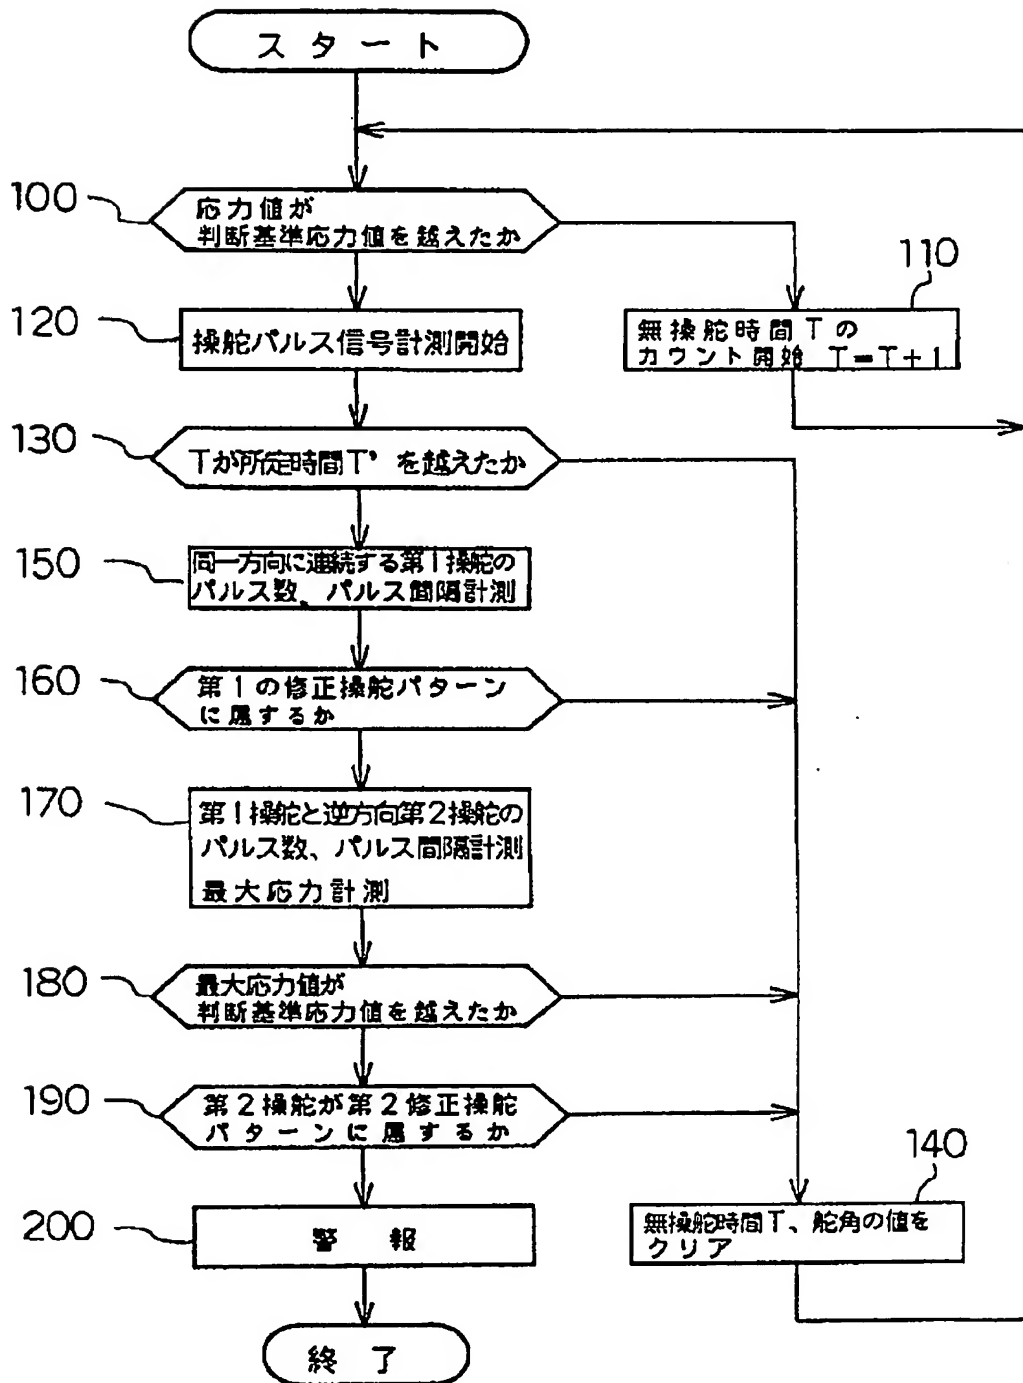 スタート
100
応力値が
判断基準応力値を越えたか
110
無操舵時間Tの
カウント開始 T=T+1
120
操舵パルス信号計測開始
130
Tが所定時間T'を越えたか
150
同一方向に連続する第1操舵の
パルス数、パルス間隔計測
160
第1の修正操舵パターン
に属するか
170
第1操舵と逆方向第2操舵の
パルス数、パルス間隔計測
最大応力計測
180
最大応力値が
判断基準応力値を越えたか
190
第2操舵が第2修正操舵
パターンに属するか
140
無操舵時間T、舵角の値を
クリア
200
警報
終了